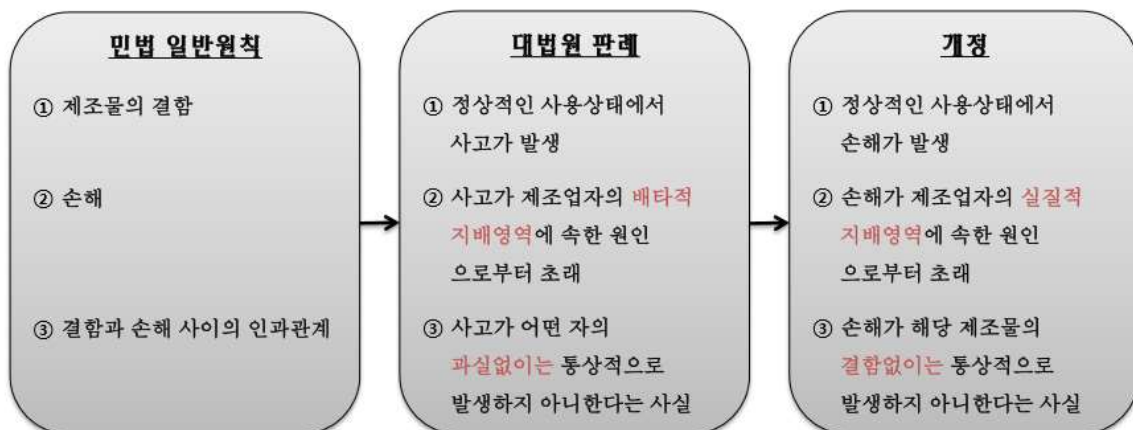 민법 일반원칙
① 제조물의 결함
② 손해
③ 결함과 손해 사이의 인과관계
대법원 판례
① 정상적인 사용상태에서
사고가 발생
② 사고가 제조업자의 배타적
지배영역에 속한 원인
으로부터 초래
③ 사고가 어떤 자의
과실없이는 통상적으로
발생하지 아니한다는 사실
개정
① 정상적인 사용상태에서
손해가 발생
② 손해가 제조업자의 실질적
지배영역에 속한 원인
으로부터 초래
③ 손해가 해당 제조물의
결함없이는 통상적으로
발생하지 아니한다는 사실